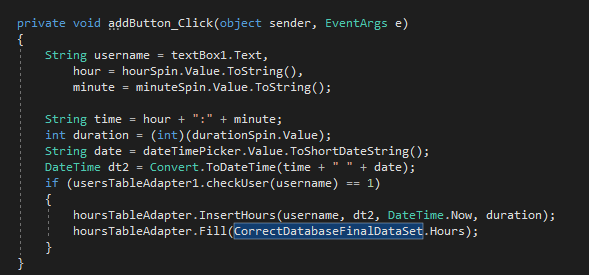 private void addButton_Click(object sender, EventArgs e)
{
String username = textBox1.Text,
hour = hourSpin.Value.ToString(),
minute = minuteSpin.Value.ToString();
String time = hour + ":" + minute;
int duration = (int)(durationSpin.Value);
String date = dateTimePicker.Value.ToShortDateString();
DateTime dt2 = Convert.ToDateTime(time + " " + date);
if (usersTableAdapter1.checkUser(username) == 1)
{
hoursTableAdapter.InsertHours(username, dt2, DateTime.Now, duration);
hoursTableAdapter.Fill(CorrectDatabaseFinalDataSet.Hours);
}
}